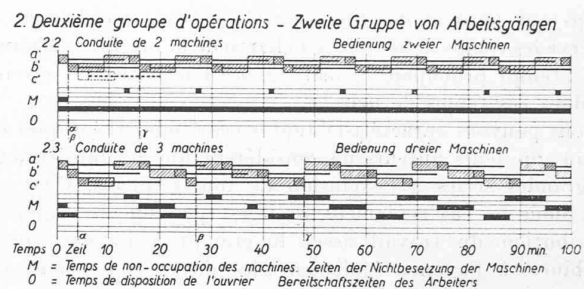 2. Deuxième groupe d'opérations - Zweite Gruppe von Arbeitsgängen
2.2 Conduite de 2 machines Bedienung zweier Maschinen
a'
b'
c'
M
O
α
β γ
2.3 Conduite de 3 machines Bedienung dreier Maschinen
a'
b'
c'
M
O
α β γ
Temps 0 Zeit 10 20 30 40 50 60 70 80 90 min. 100
M = Temps de non-occupation des machines. Zeiten der Nichtbesetzung der Maschinen
O = Temps de disposition de l'ouvrier Bereitschaftszeiten des Arbeiters